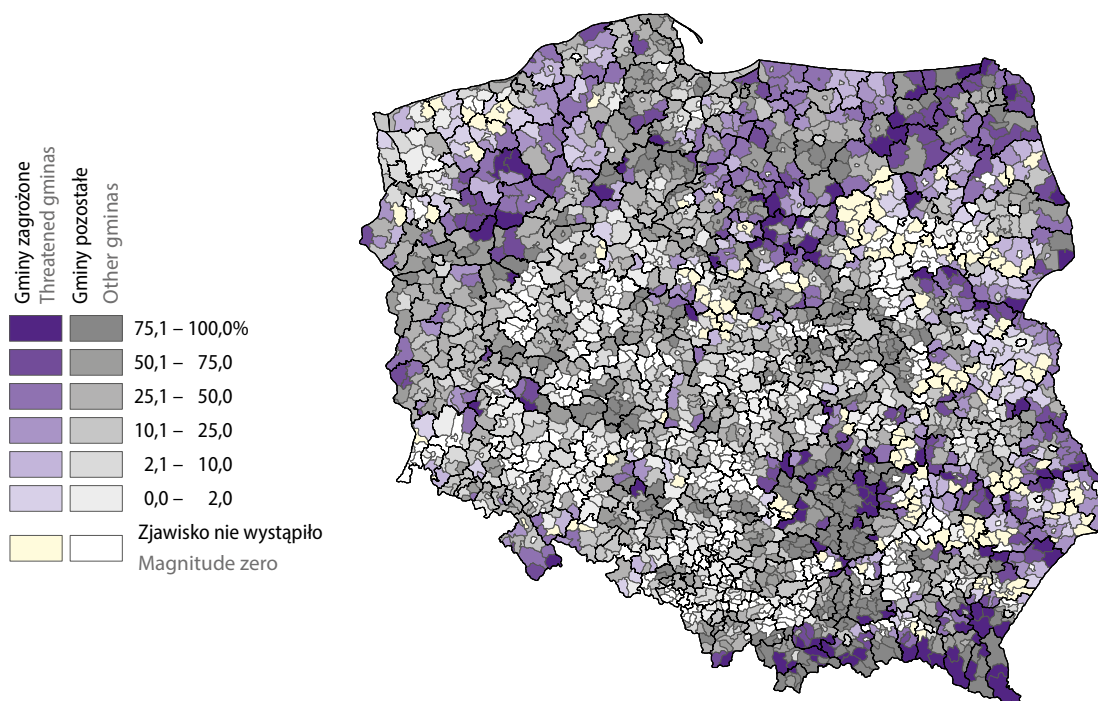 Gminy zagrożone
Threatened gminas
Gminy pozostałe
Other gminas
75,1 – 100,0%
50,1 – 75,0
25,1 – 50,0
10,1 – 25,0
2,1 – 10,0
0,0 – 2,0
Zjawisko nie wystąpiło
Magnitude zero